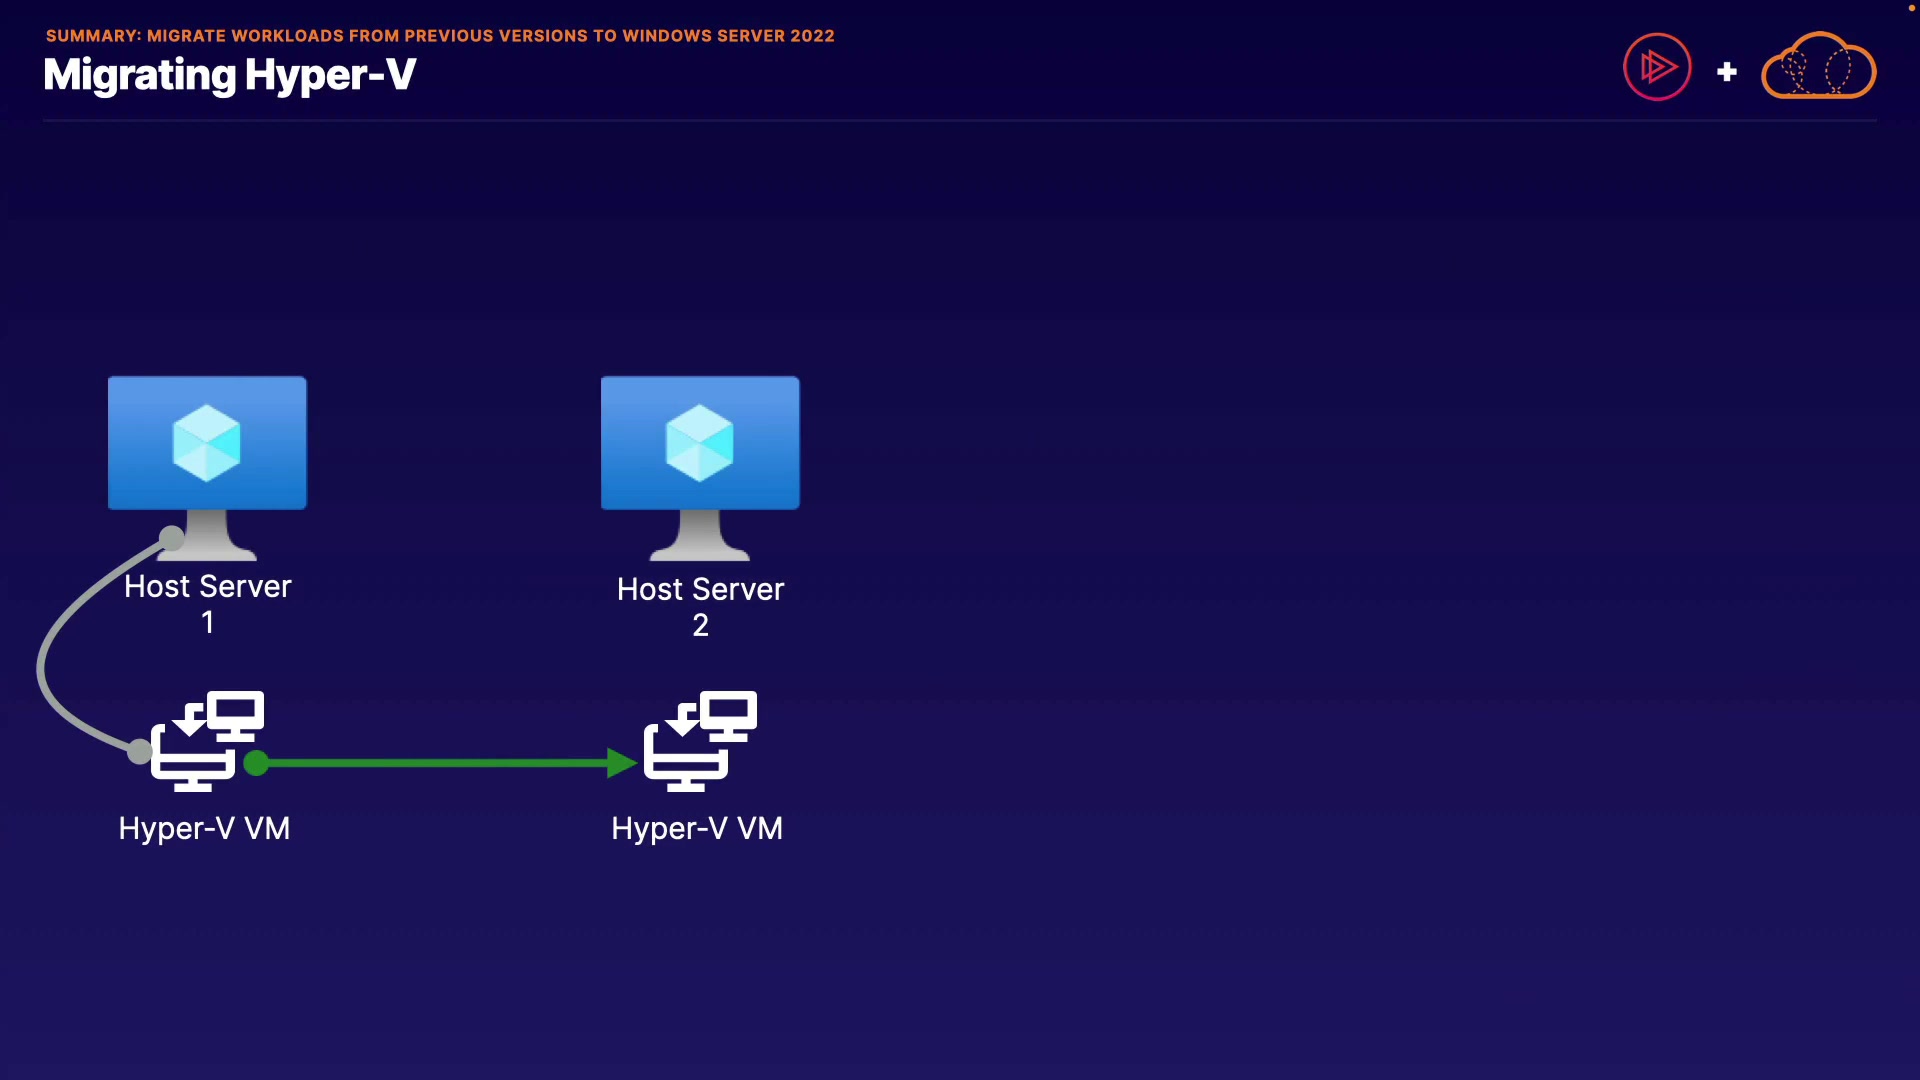 SUMMARY: MIGRATE WORKLOADS FROM PREVIOUS VERSIONS TO WINDOWS SERVER 2022
Migrating Hyper-V
Host Server
1
Host Server
2
Hyper-V VM
Hyper-V VM